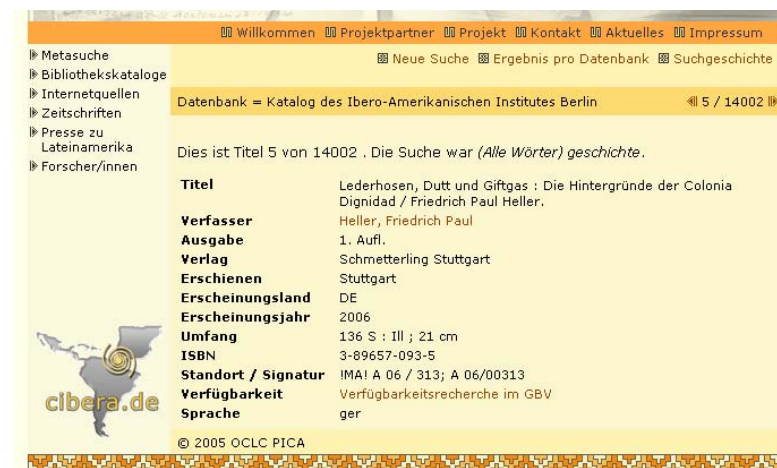 Willkommen Projektpartner Projekt Kontakt Aktuelles Impressum
Neue Suche Ergebnis pro Datenbank Suchgeschichte
Metasuche
Bibliothekskataloge
Internetquellen
Zeitschriften
Presse zu
Lateinamerika
Forscher/innen
Datenbank = Katalog des Ibero-Amerikanischen Institutes Berlin 5 / 14002
Dies ist Titel 5 von 14002 . Die Suche war (Alle Wörter) geschichte.
Titel Lederhosen, Dutt und Giftgas : Die Hintergründe der Colonia
Dignidad / Friedrich Paul Heller.
Verfasser Heller, Friedrich Paul
Ausgabe 1. Aufl.
Verlag Schmetterling Stuttgart
Erschienen Stuttgart
Erscheinungsland DE
Erscheinungsjahr 2006
Umfang 136 S : Ill ; 21 cm
ISBN 3-89657-093-5
Standort / Signatur !MA! A 06 / 313; A 06/00313
Verfügbarkeit Verfügbarkeitsrecherche im GBV
Sprache ger
© 2005 OCLC PICA
cibera.de